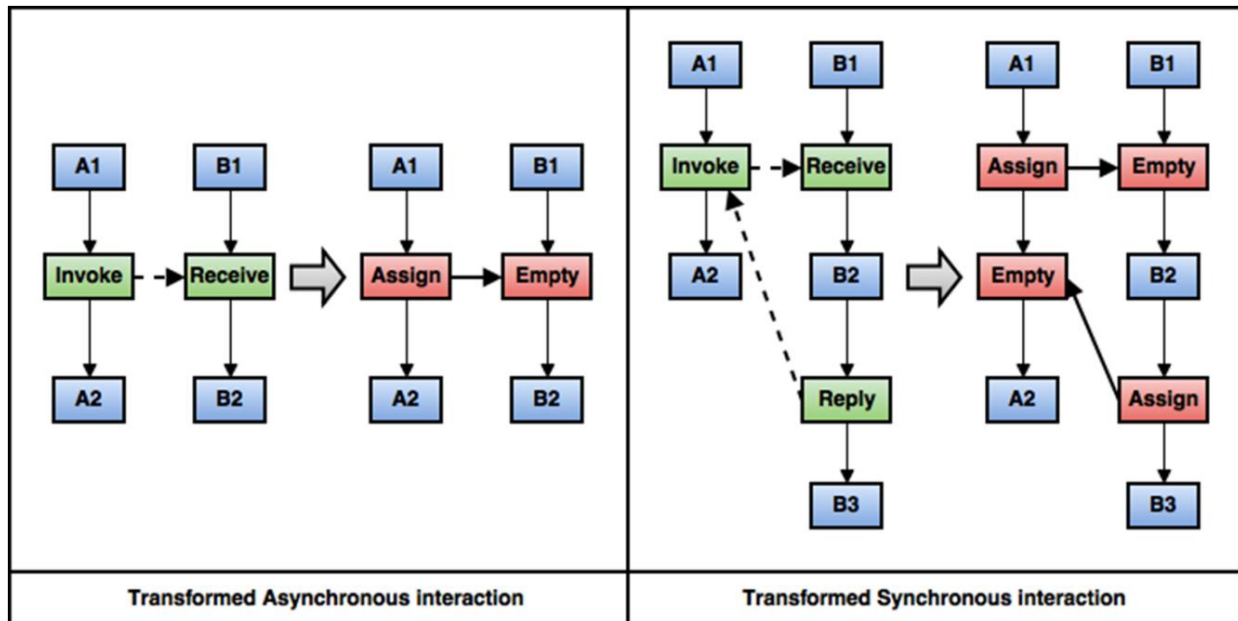 A1
B1
Invoke
Receive
A2
B2
A1
B1
Assign
Empty
A2
B2
Transformed Asynchronous interaction
A1
B1
Invoke
Receive
A2
B2
Reply
B3
A1
B1
Assign
Empty
Empty
B2
A2
Assign
B3
Transformed Synchronous interaction